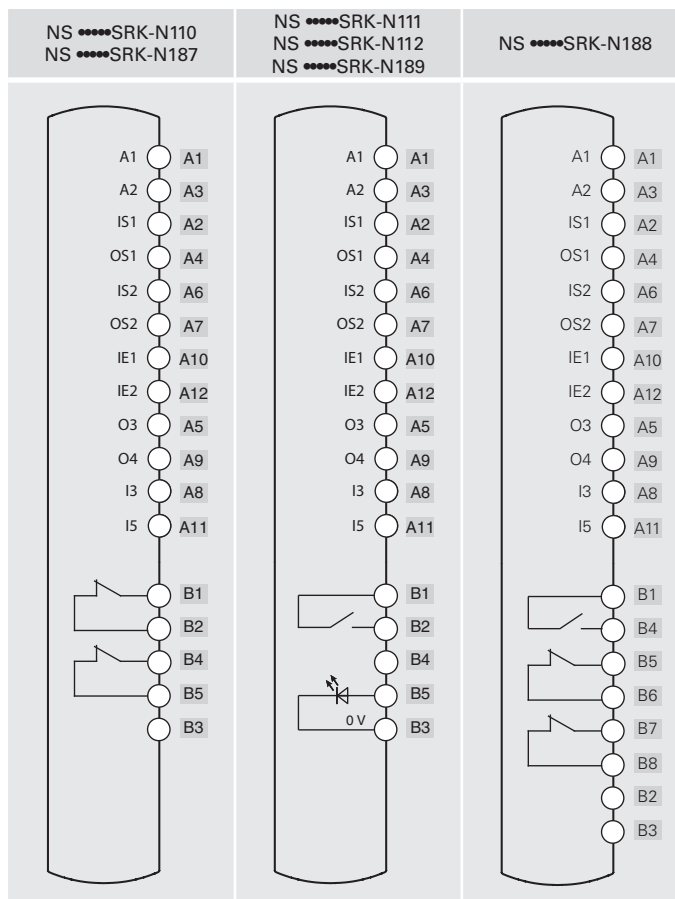 NS •••••SRK-N110
NS •••••SRK-N187
NS •••••SRK-N111
NS •••••SRK-N112
NS •••••SRK-N189
NS •••••SRK-N188
A1 A1
A2 A3
IS1 A2
OS1 A4
IS2 A6
OS2 A7
IE1 A10
IE2 A12
O3 A5
O4 A9
I3 A8
I5 A11
B1
B2
B4
B5
B3
A1 A1
A2 A3
IS1 A2
OS1 A4
IS2 A6
OS2 A7
IE1 A10
IE2 A12
O3 A5
O4 A9
I3 A8
I5 A11
B1
B2
B4
B5
0 V B3
A1 A1
A2 A3
IS1 A2
OS1 A4
IS2 A6
OS2 A7
IE1 A10
IE2 A12
O3 A5
O4 A9
I3 A8
I5 A11
B1
B4
B5
B6
B7
B8
B2
B3